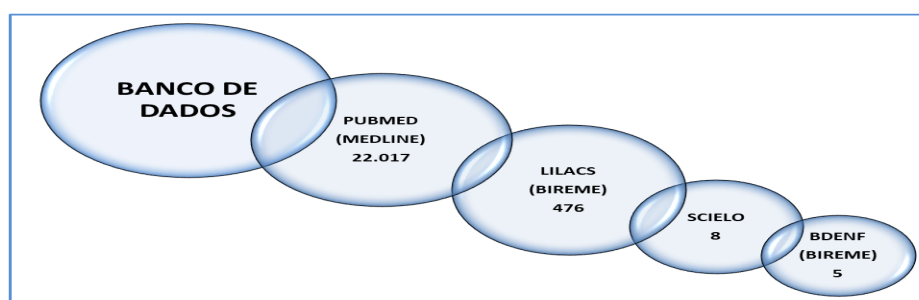 BANCO DE
DADOS
PUBMED
(MEDLINE)
22.017
LILACS
(BIREME)
476
SCIELO
8
BDENF
(BIREME)
5